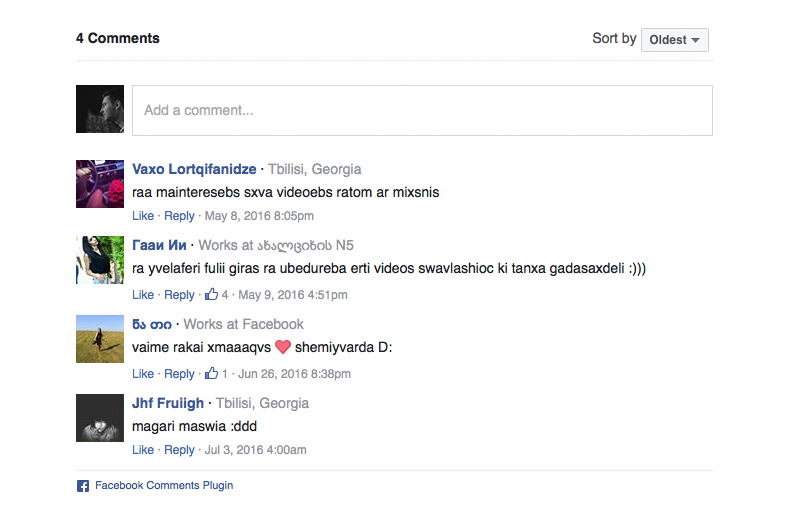 4 Comments
Sort by Oldest
Add a comment...
Vaxo Lortqifanidze · Tbilisi, Georgia
raa mainteresebs sxva videoebs ratom ar mixsnis
Like · Reply · May 8, 2016 8:05pm
Гааи Ии · Works at ახალციხის N5
ra yvelaferi fulii giras ra ubedureba erti videos swavlashioc ki tanxa gadasaxdeli :)))
Like · Reply · 4 · May 9, 2016 4:51pm
ნა თი · Works at Facebook
vaime rakai xmaaaqvs ❤ shemiyvarda D:
Like · Reply · 1 · Jun 26, 2016 8:38pm
Jhf Fruiigh · Tbilisi, Georgia
magari maswia :ddd
Like · Reply · Jul 3, 2016 4:00am
Facebook Comments Plugin